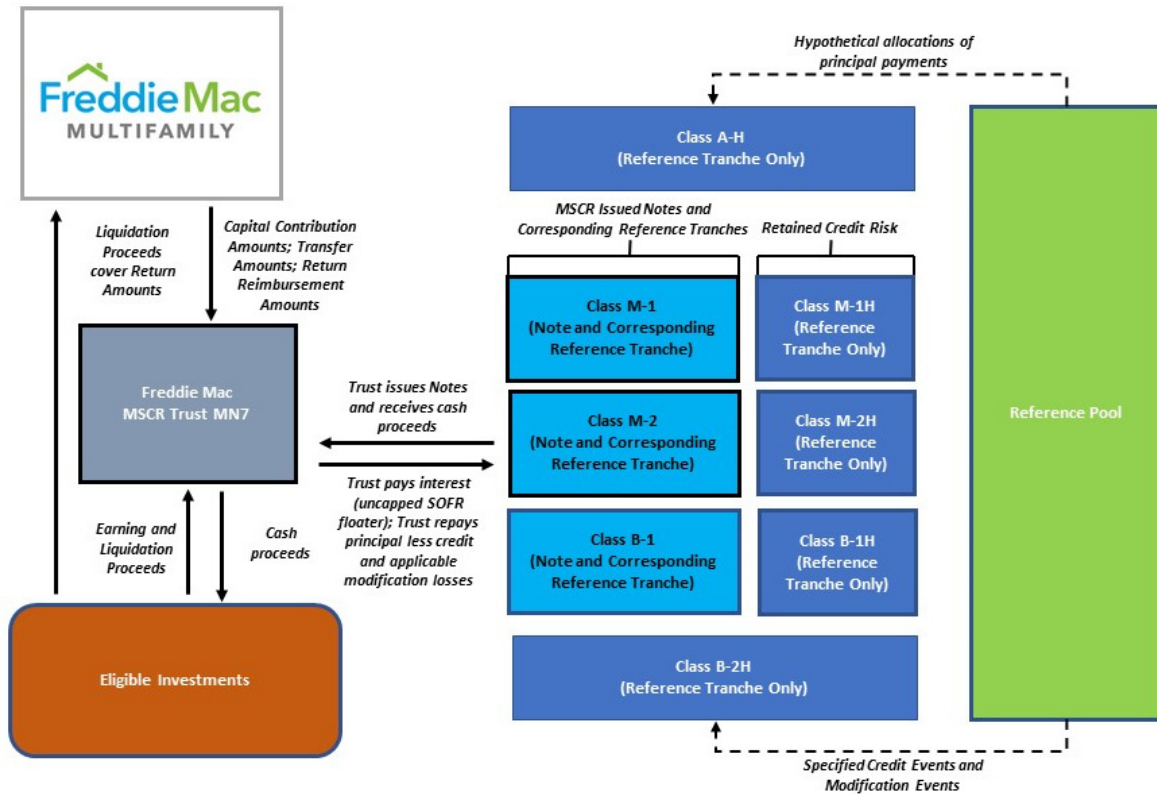 FreddieMac
MULTIFAMILY
Hypothetical allocations of
principal payments
Class A-H
(Reference Tranche Only)
MSCR Issued Notes and
Corresponding Reference Tranches
Retained Credit Risk
Liquidation
Proceeds
cover Return
Amounts
Capital Contribution
Amounts; Transfer
Amounts; Return
Reimbursement
Amounts
Class M-1
(Note and Corresponding
Reference Tranche)
Class M-1H
(Reference
Tranche Only)
Freddie Mac
MSCR Trust MN7
Trust issues Notes
and receives cash
proceeds
Class M-2
(Note and Corresponding
Reference Tranche)
Class M-2H
(Reference
Tranche Only)
Reference Pool
Trust pays interest
(uncapped SOFR
floater); Trust repays
principal less credit
and applicable
modification losses
Earning and
Liquidation
Proceeds
Cash
proceeds
Class B-1
(Note and Corresponding
Reference Tranche)
Class B-1H
(Reference
Tranche Only)
Eligible Investments
Class B-2H
(Reference Tranche Only)
Specified Credit Events and
Modification Events